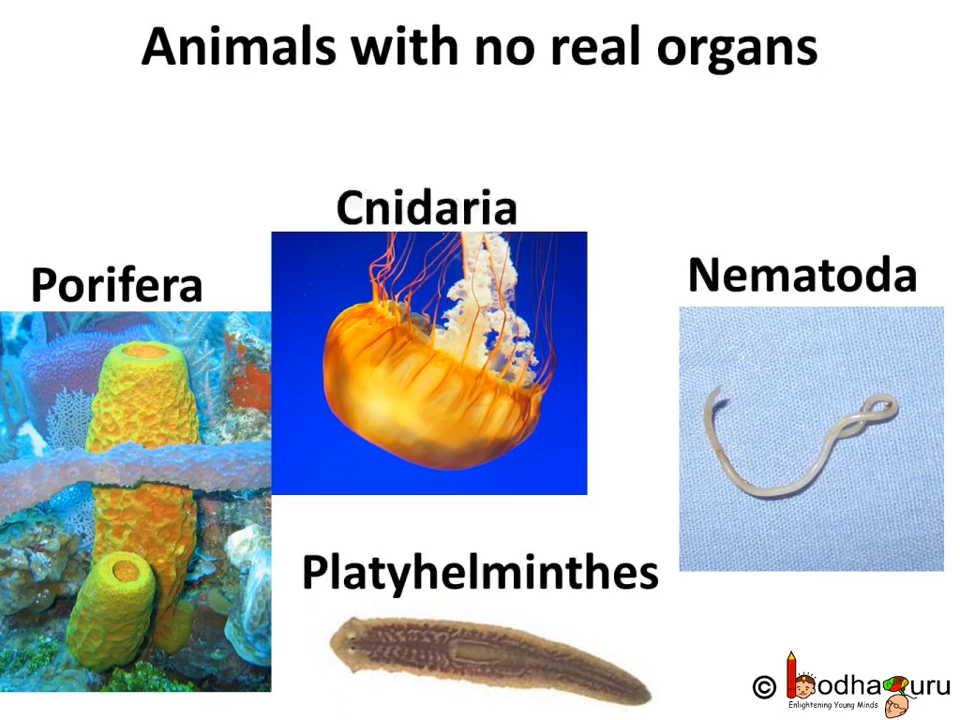 Animals with no real organs
Cnidaria
Porifera
Nematoda
Platyhelminthes
© bodhaguru
Enlightening Young Minds